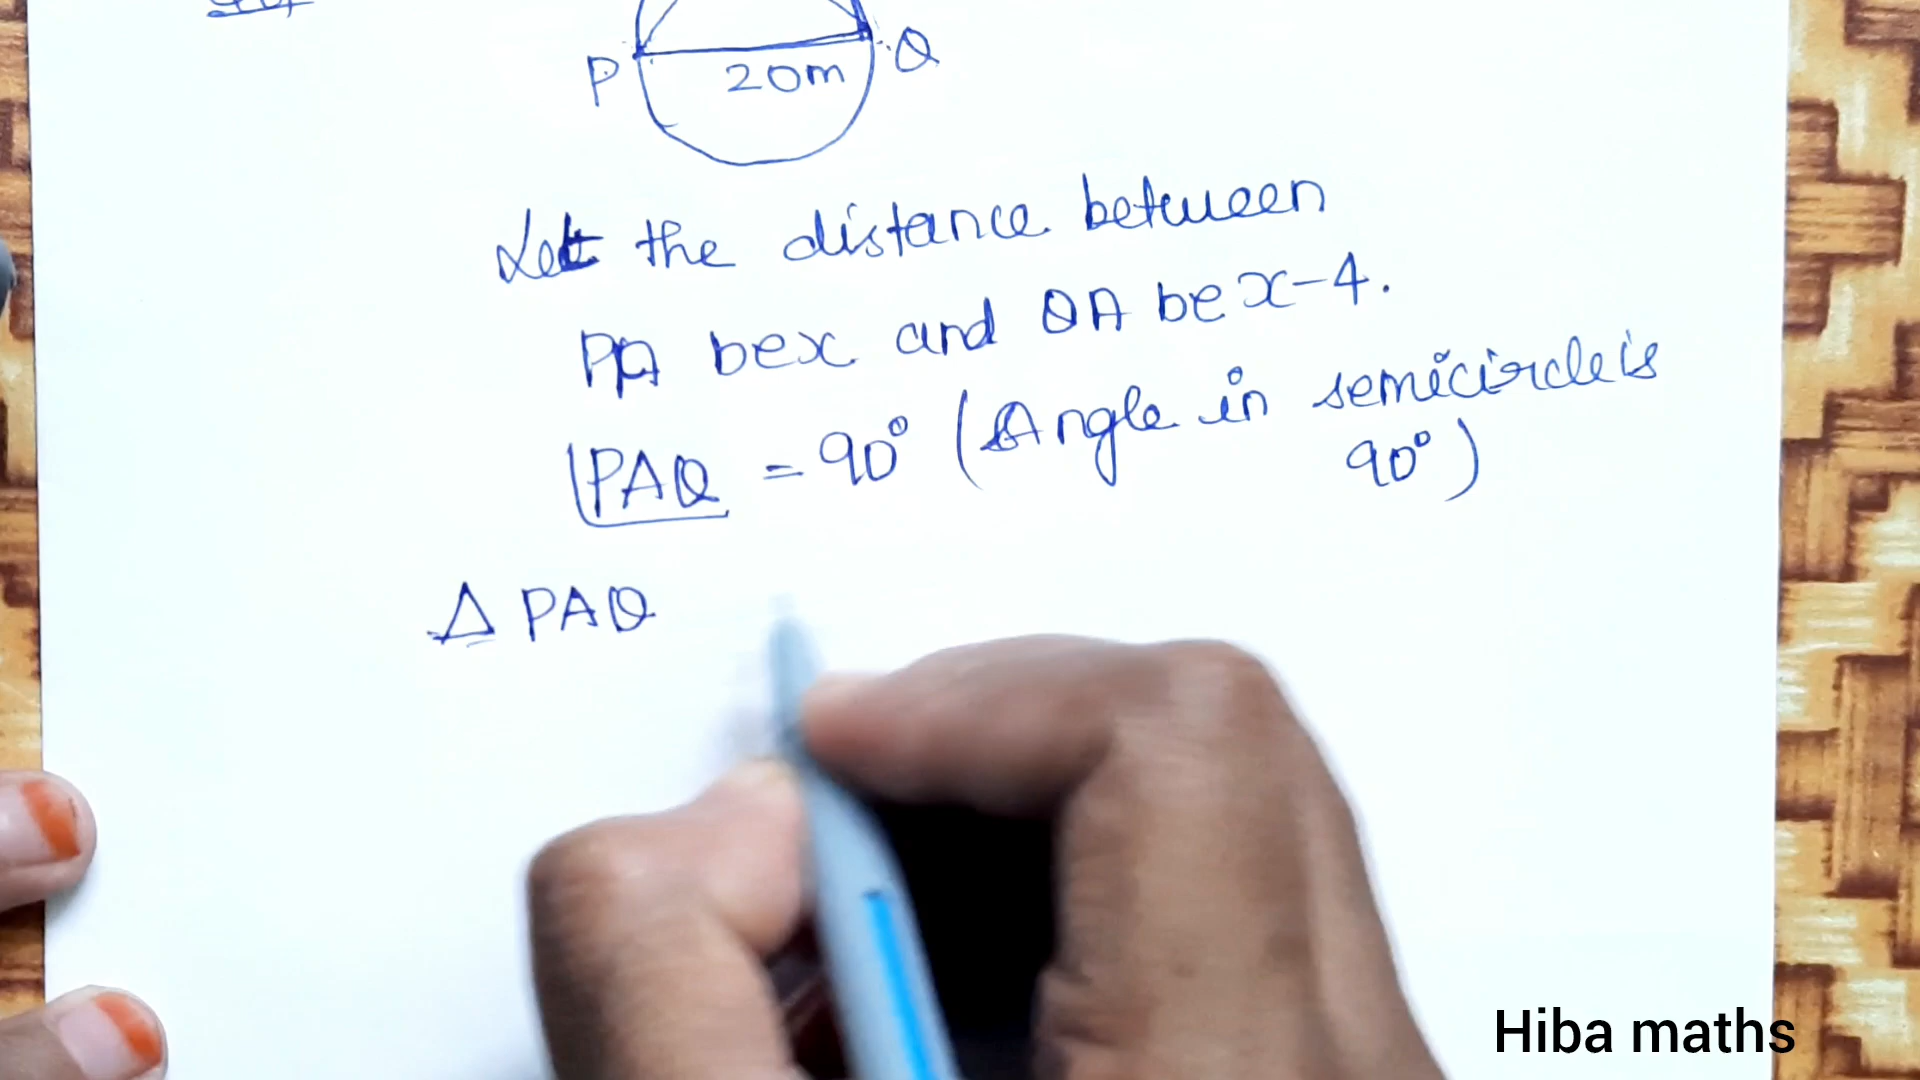 P 20m Q
Let the distance between
PA be x and QA be x-4.
PAQ = 90° (Angle in semicircle is
90°)
Δ PAQ
Hiba maths